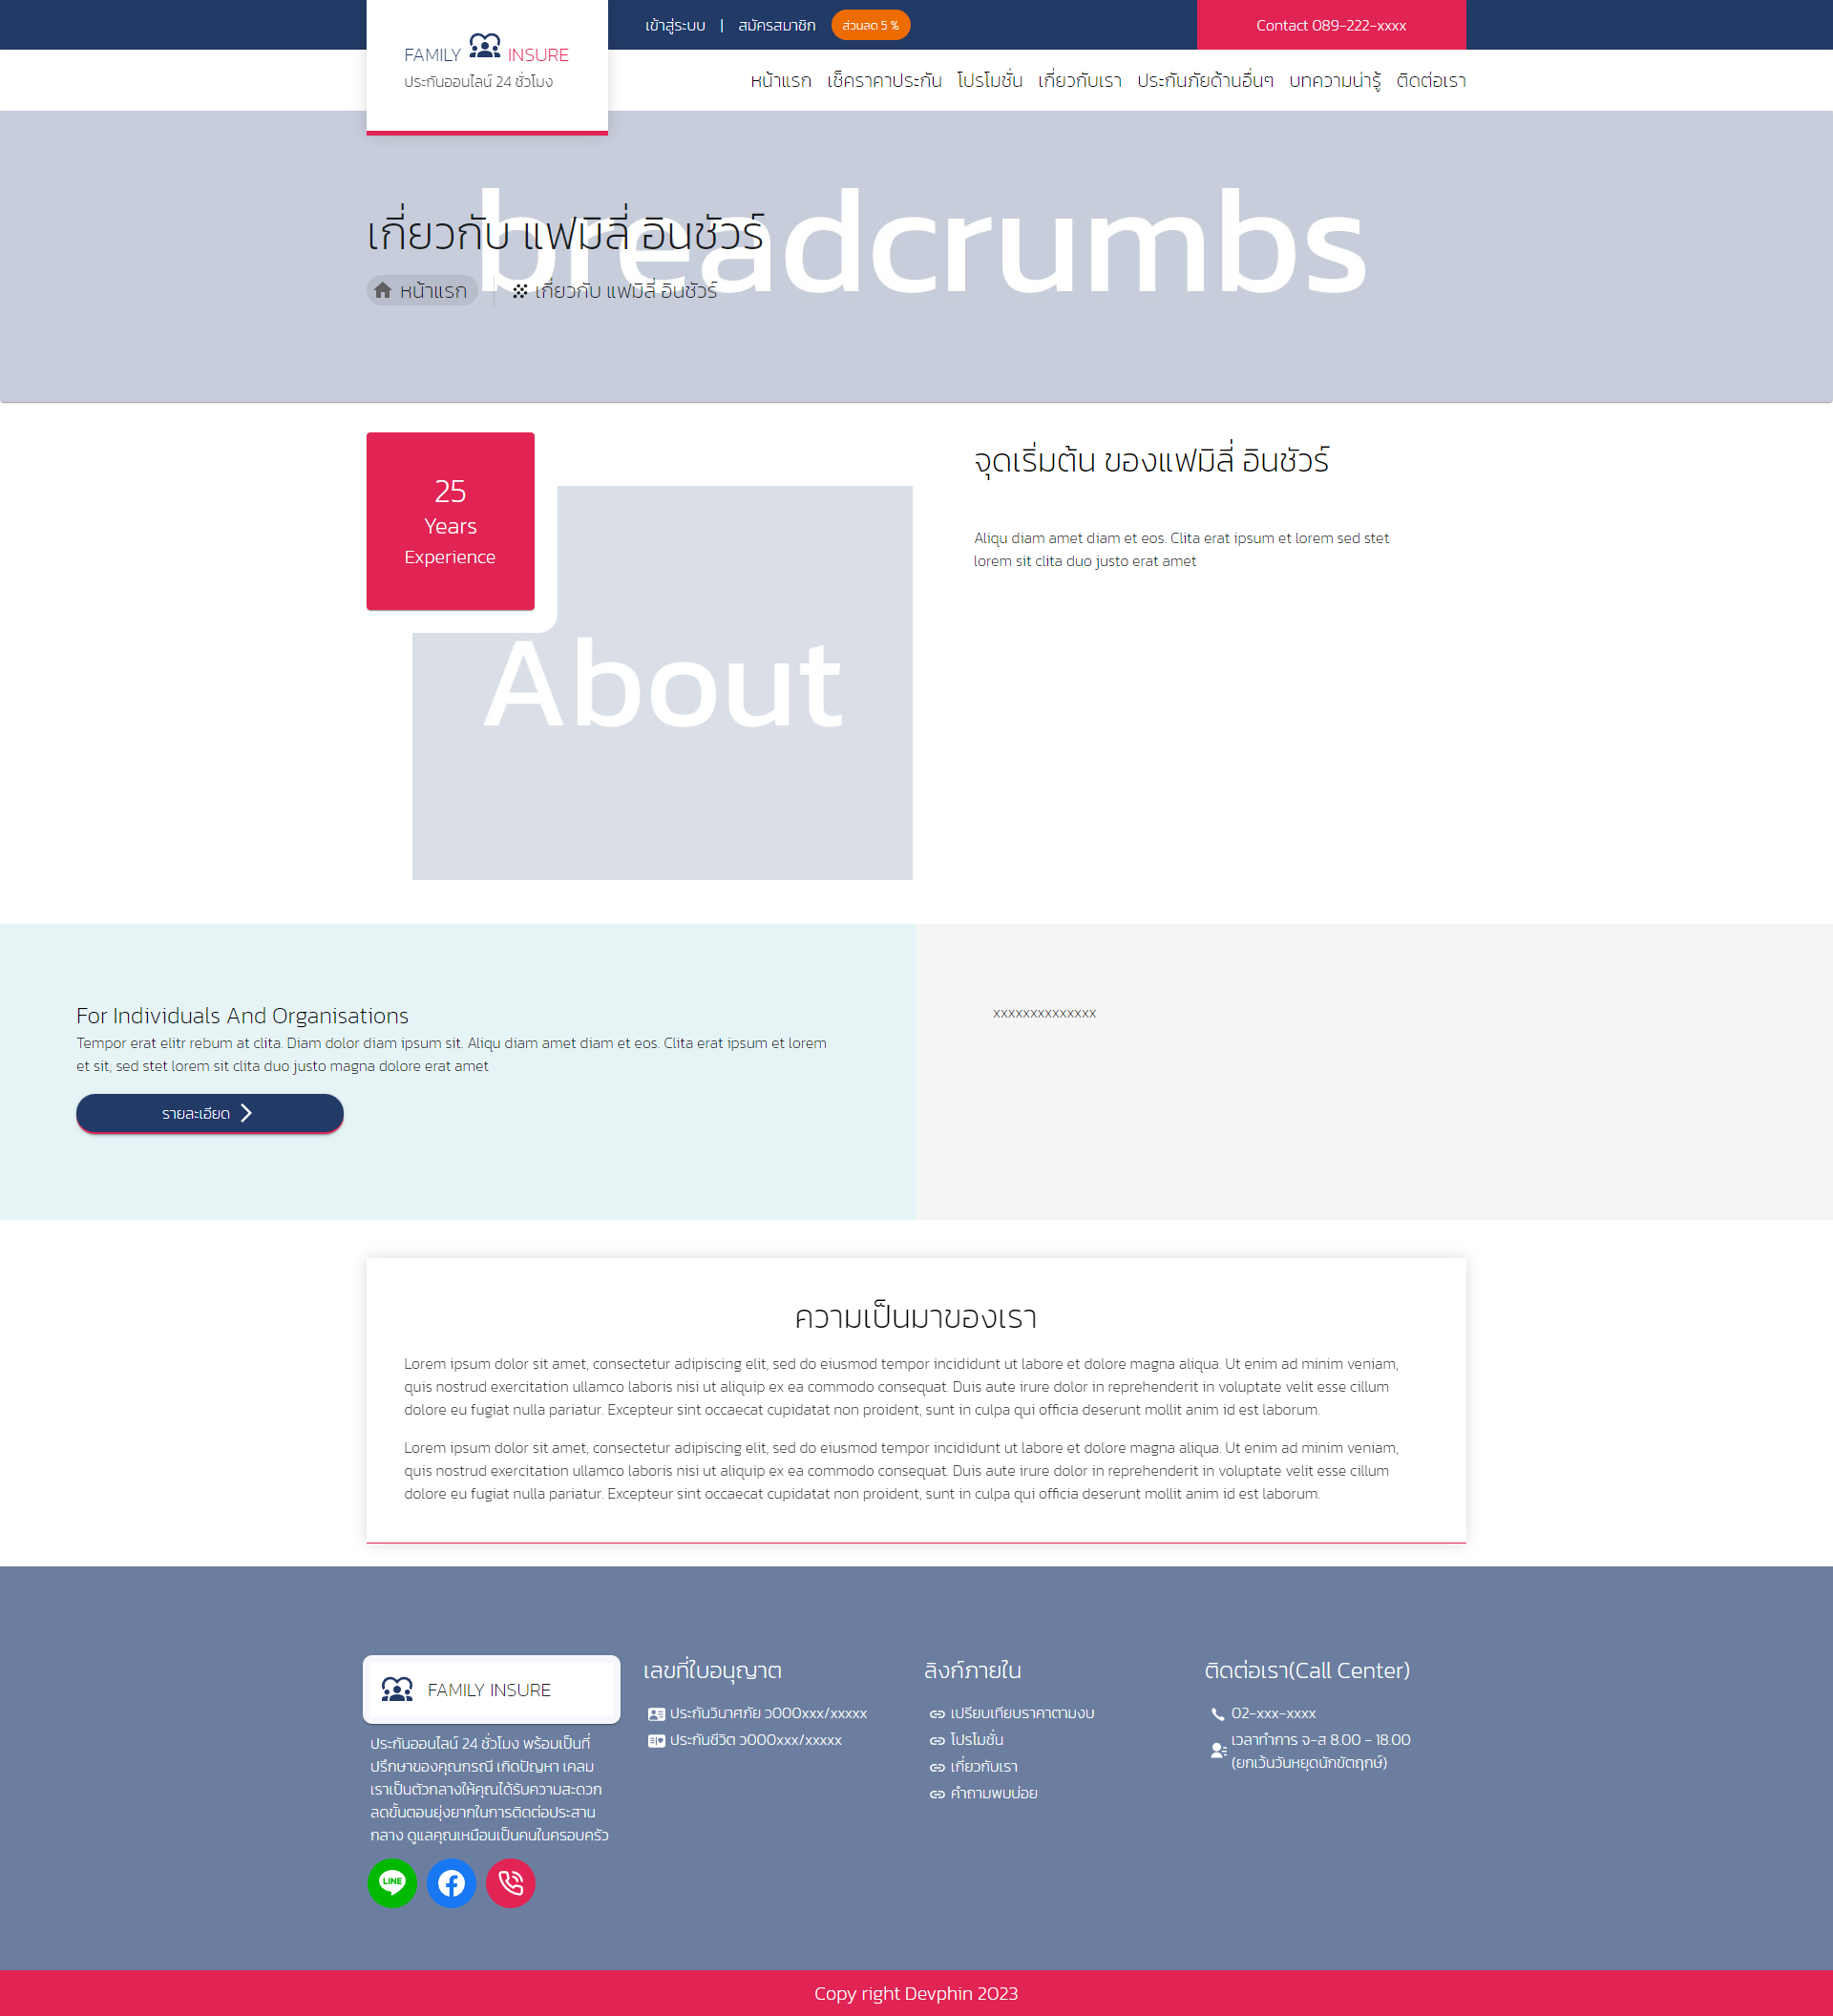 เข้าสู่ระบบ | สมัครสมาชิก ส่วนลด 5 %
Contact 089-222-xxxx
FAMILY INSURE
ประกันออนไลน์ 24 ชั่วโมง
หน้าแรก เช็คราคาประกัน โปรโมชั่น เกี่ยวกับเรา ประกันภัยด้านอื่นๆ บทความน่ารู้ ติดต่อเรา
breadcrumbs
เกี่ยวกับ แฟมิลี่ อินชัวร์
หน้าแรก เกี่ยวกับ แฟมิลี่ อินชัวร์
25
Years
Experience
About
จุดเริ่มต้น ของแฟมิลี่ อินชัวร์
Aliqu diam amet diam et eos. Clita erat ipsum et lorem sed stet
lorem sit clita duo justo erat amet
For Individuals And Organisations
Tempor erat elitr rebum at clita. Diam dolor diam ipsum sit. Aliqu diam amet diam et eos. Clita erat ipsum et lorem
et sit, sed stet lorem sit clita duo justo magna dolore erat amet
รายละเอียด
xxxxxxxxxxxxxx
ความเป็นมาของเรา
Lorem ipsum dolor sit amet, consectetur adipiscing elit, sed do eiusmod tempor incididunt ut labore et dolore magna aliqua. Ut enim ad minim veniam,
quis nostrud exercitation ullamco laboris nisi ut aliquip ex ea commodo consequat. Duis aute irure dolor in reprehenderit in voluptate velit esse cillum
dolore eu fugiat nulla pariatur. Excepteur sint occaecat cupidatat non proident, sunt in culpa qui officia deserunt mollit anim id est laborum.
Lorem ipsum dolor sit amet, consectetur adipiscing elit, sed do eiusmod tempor incididunt ut labore et dolore magna aliqua. Ut enim ad minim veniam,
quis nostrud exercitation ullamco laboris nisi ut aliquip ex ea commodo consequat. Duis aute irure dolor in reprehenderit in voluptate velit esse cillum
dolore eu fugiat nulla pariatur. Excepteur sint occaecat cupidatat non proident, sunt in culpa qui officia deserunt mollit anim id est laborum.
FAMILY INSURE
ประกันออนไลน์ 24 ชั่วโมง พร้อมเป็นที่
ปรึกษาของคุณกรณี เกิดปัญหา เคลม
เราเป็นตัวกลางให้คุณได้รับความสะดวก
ลดขั้นตอนยุ่งยากในการติดต่อประสาน
กลาง ดูแลคุณเหมือนเป็นคนในครอบครัว
LINE
เลขที่ใบอนุญาต
ประกันวินาศภัย ว000xxx/xxxxx
ประกันชีวิต ว000xxx/xxxxx
ลิงก์ภายใน
เปรียบเทียบราคาตามงบ
โปรโมชั่น
เกี่ยวกับเรา
คำถามพบบ่อย
ติดต่อเรา(Call Center)
02-xxx-xxxx
เวลาทำการ จ-ส 8.00 - 18.00
(ยกเว้นวันหยุดนักขัตฤกษ์)
Copy right Devphin 2023